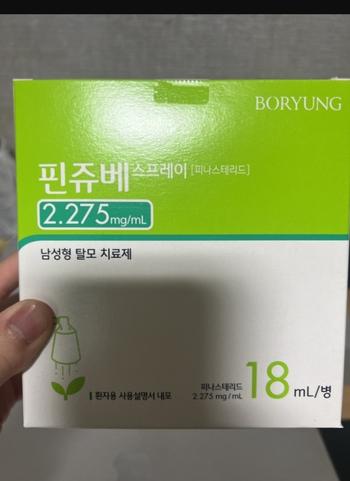 BORYUNG
핀쥬베 스프레이 [피나스테리드]
2.275mg/mL
남성형 탈모 치료제
환자용 사용설명서 내포
피나스테리드
2.275 mg/mL
18 mL/병